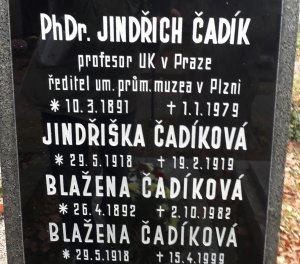 PhDr. JINDŘICH ČADÍK
profesor UK v Praze
ředitel um. prům. muzea v Plzni
* 10.3.1891 † 1.1.1979
JINDŘIŠKA ČADÍKOVÁ
* 29.5.1918 † 19.2.1919
BLAŽENA ČADÍKOVÁ
* 26.4.1892 † 2.10.1982
BLAŽENA ČADÍKOVÁ
* 29.5.1918 † 15.4.1999